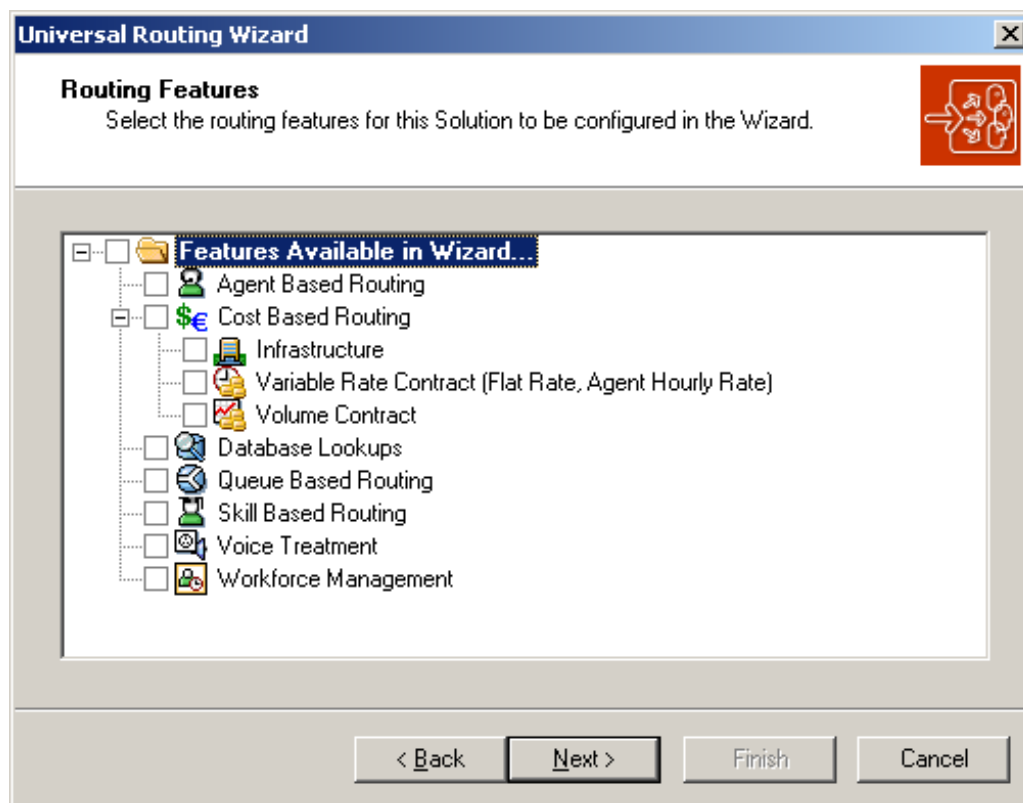 Universal Routing Wizard
Routing Features
Select the routing features for this Solution to be configured in the Wizard.
Features Available in Wizard...
Agent Based Routing
Cost Based Routing
Infrastructure
Variable Rate Contract (Flat Rate, Agent Hourly Rate)
Volume Contract
Database Lookups
Queue Based Routing
Skill Based Routing
Voice Treatment
Workforce Management
< Back
Next >
Finish
Cancel